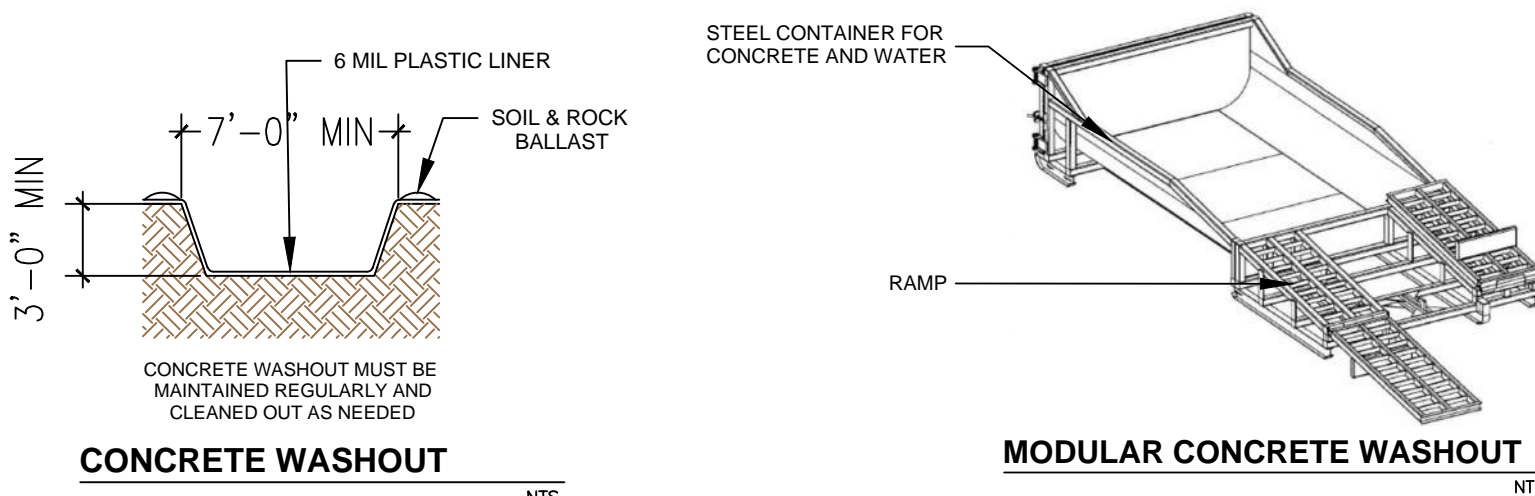 6 MIL PLASTIC LINER
7'-0" MIN
SOIL & ROCK
BALLAST
3'-0" MIN
CONCRETE WASHOUT MUST BE
MAINTAINED REGULARLY AND
CLEANED OUT AS NEEDED
CONCRETE WASHOUT
NTS
STEEL CONTAINER FOR
CONCRETE AND WATER
RAMP
MODULAR CONCRETE WASHOUT